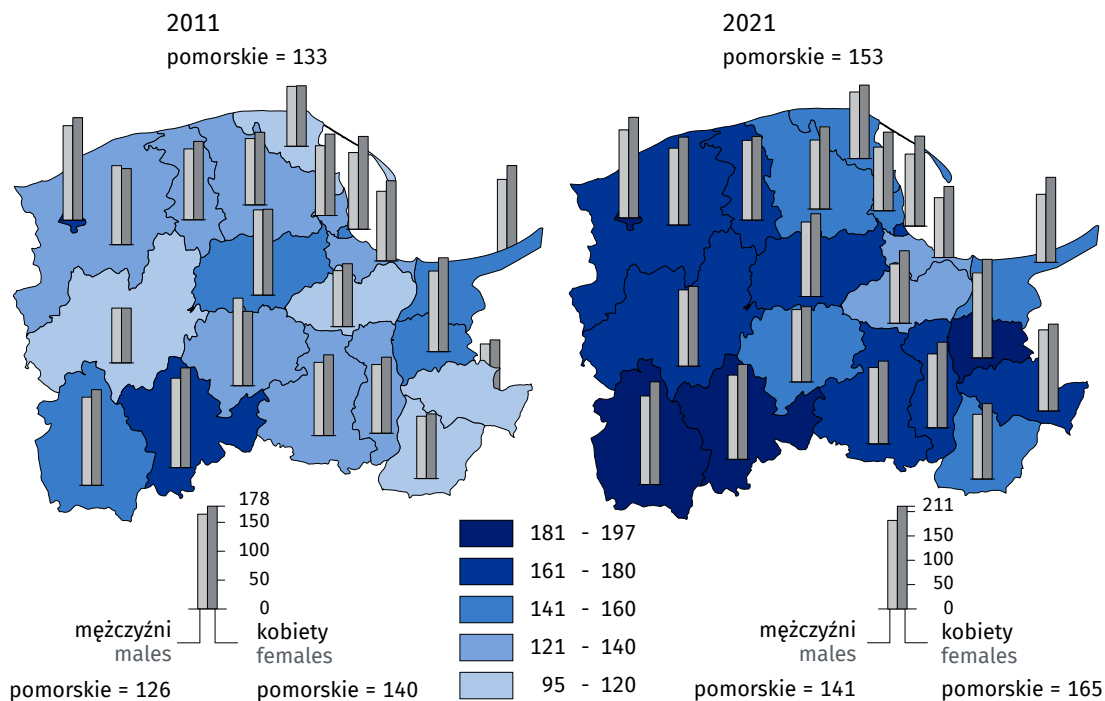 2011
pomorskie = 133
2021
pomorskie = 153
178
150
100
50
0
mężczyźni
males
kobiety
females
pomorskie = 126
pomorskie = 140
181 - 197
161 - 180
141 - 160
121 - 140
95 - 120
211
150
100
50
0
mężczyźni
males
kobiety
females
pomorskie = 141
pomorskie = 165